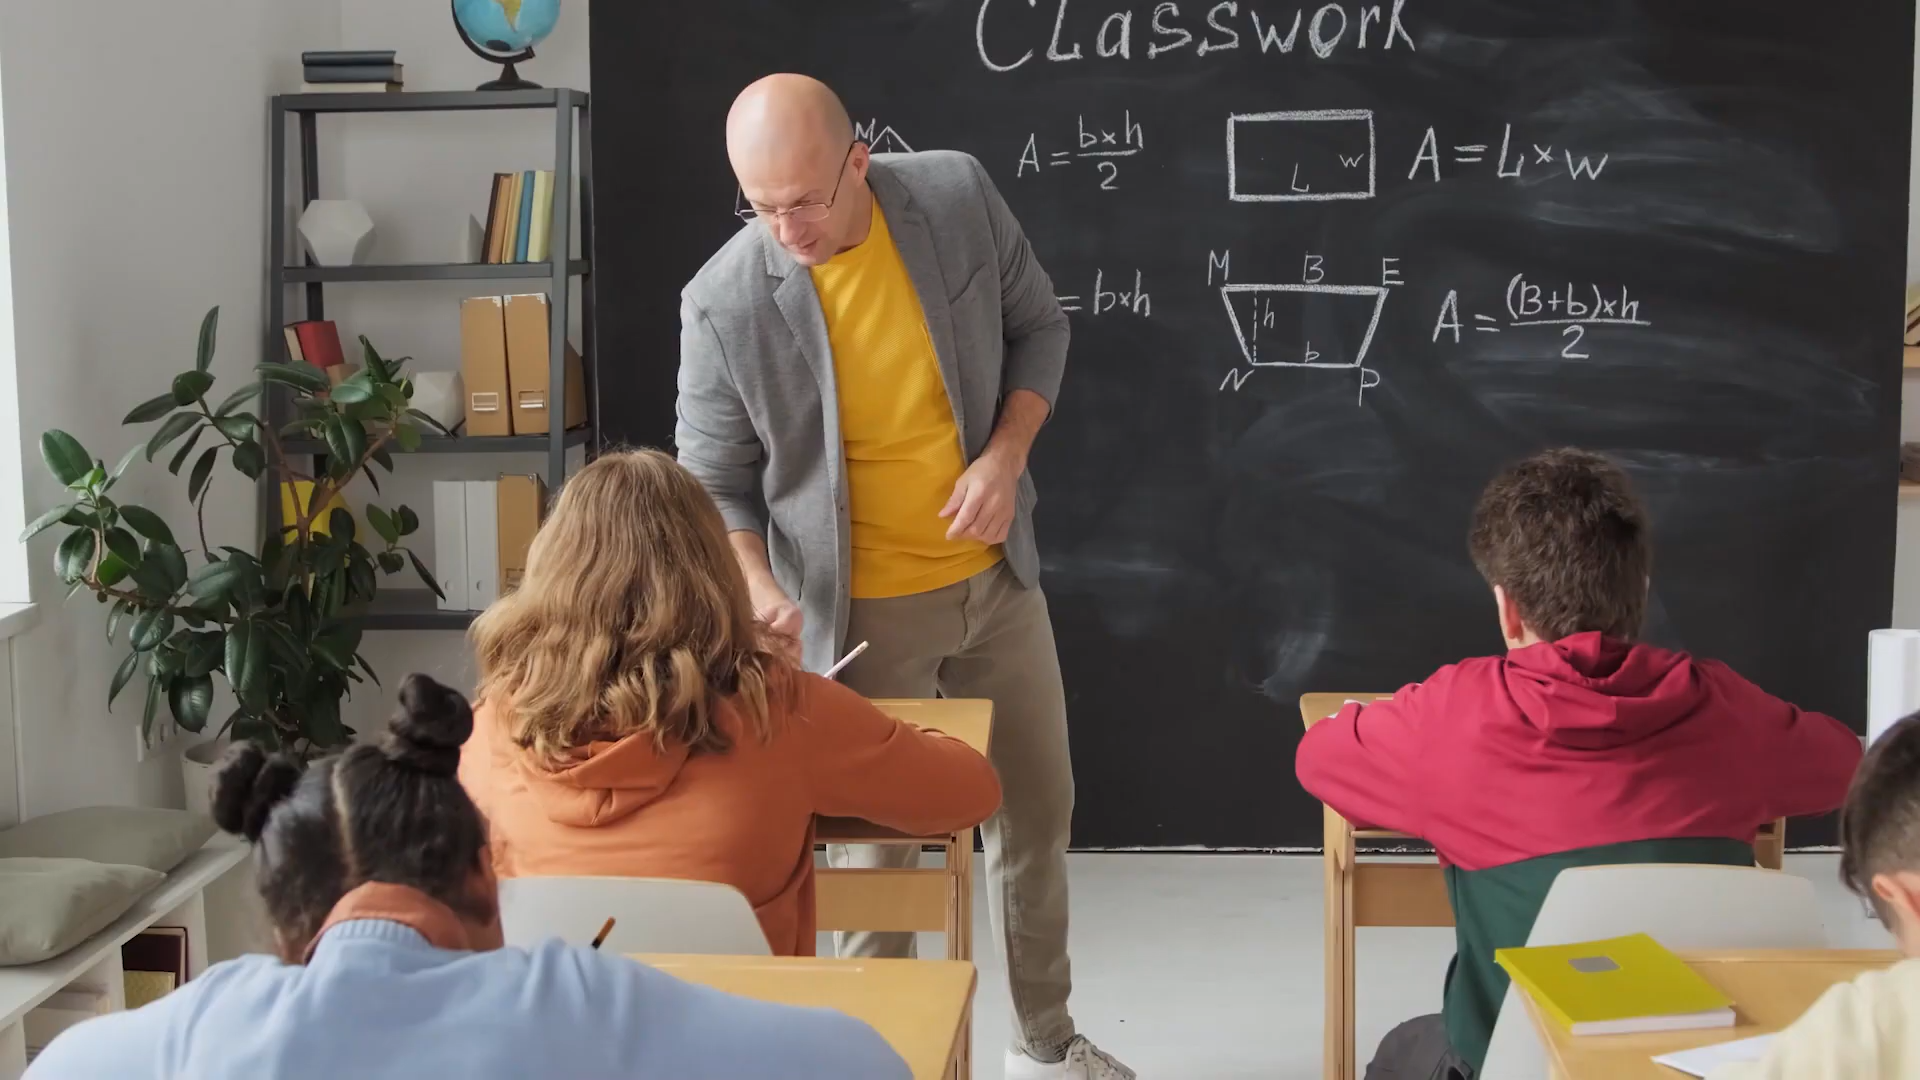 Classwork
M
A = b×h/2
L w
A = L×w
= b×h
M B E
h
b
N P
A = (B+b)×h/2